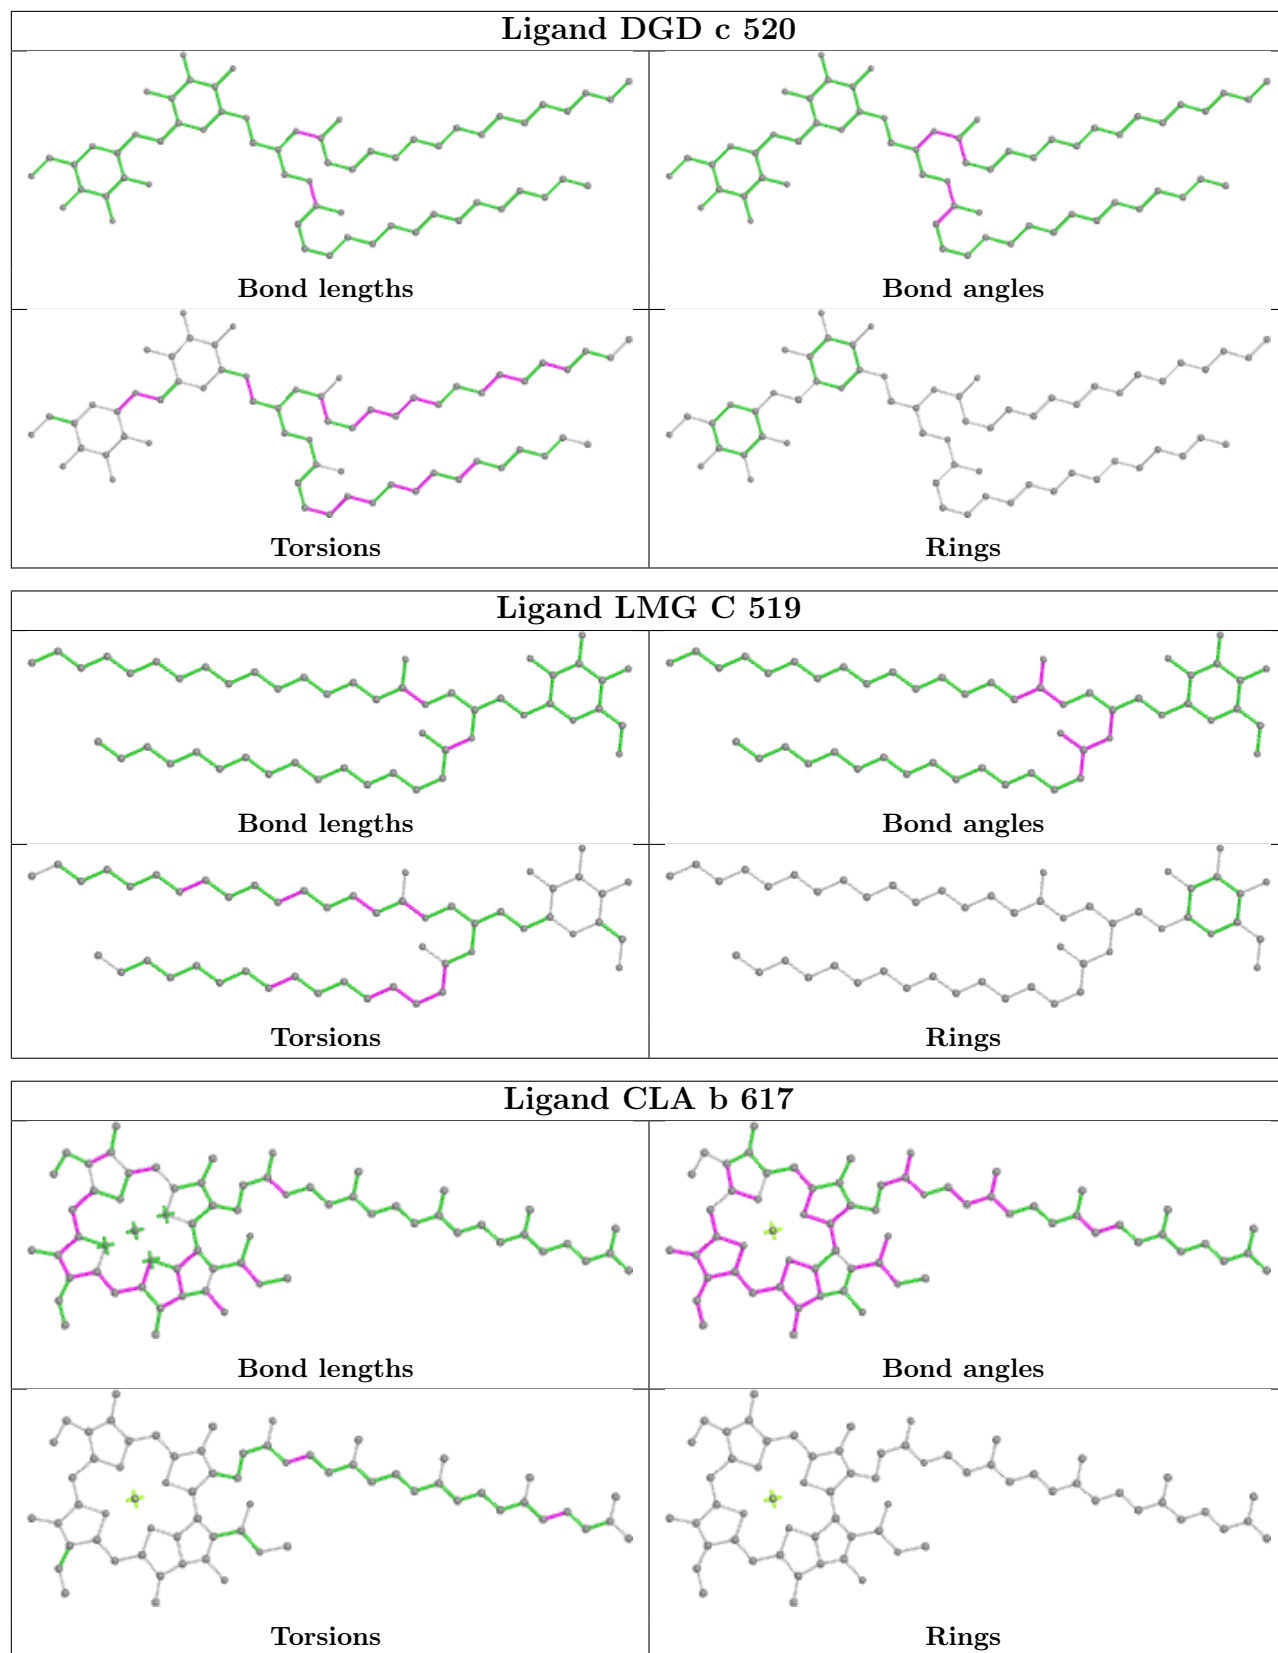 Ligand DGD c 520
Bond lengths
Bond angles
Torsions
Rings
Ligand LMG C 519
Bond lengths
Bond angles
Torsions
Rings
Ligand CLA b 617
Bond lengths
Bond angles
Torsions
Rings